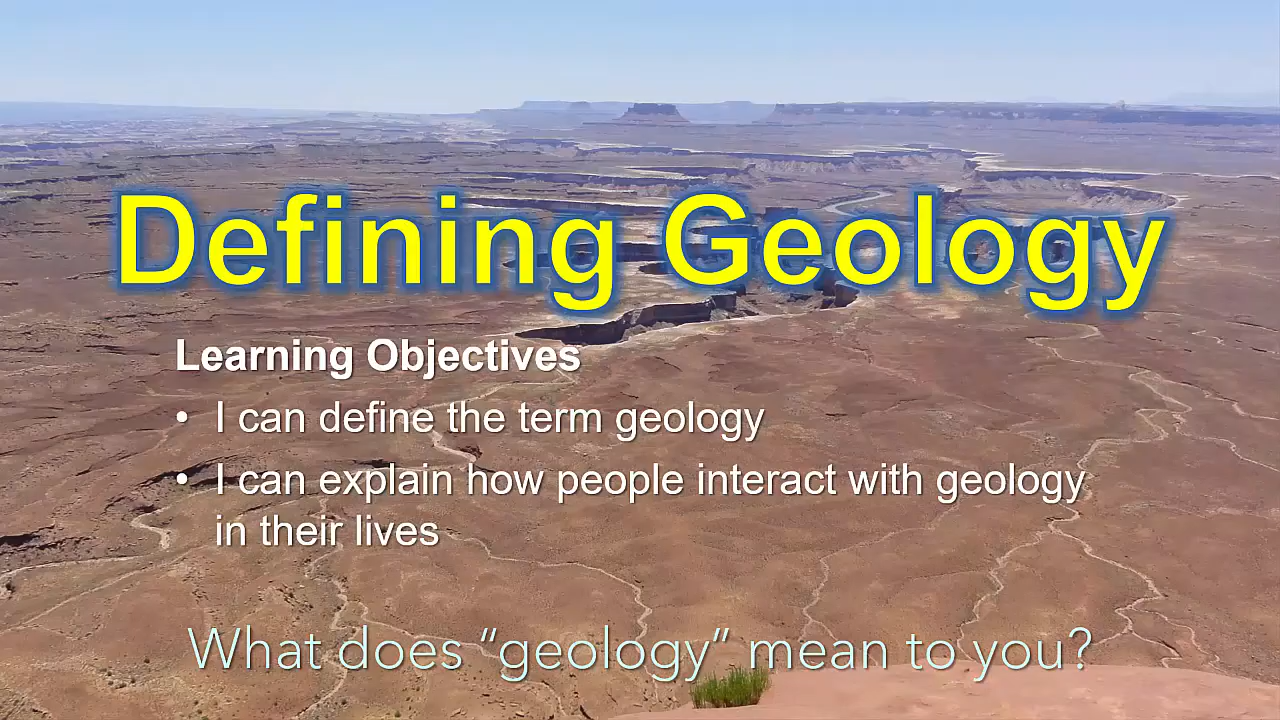 Defining Geology
Learning Objectives
• I can define the term geology
• I can explain how people interact with geology
in their lives
What does “geology” mean to you?